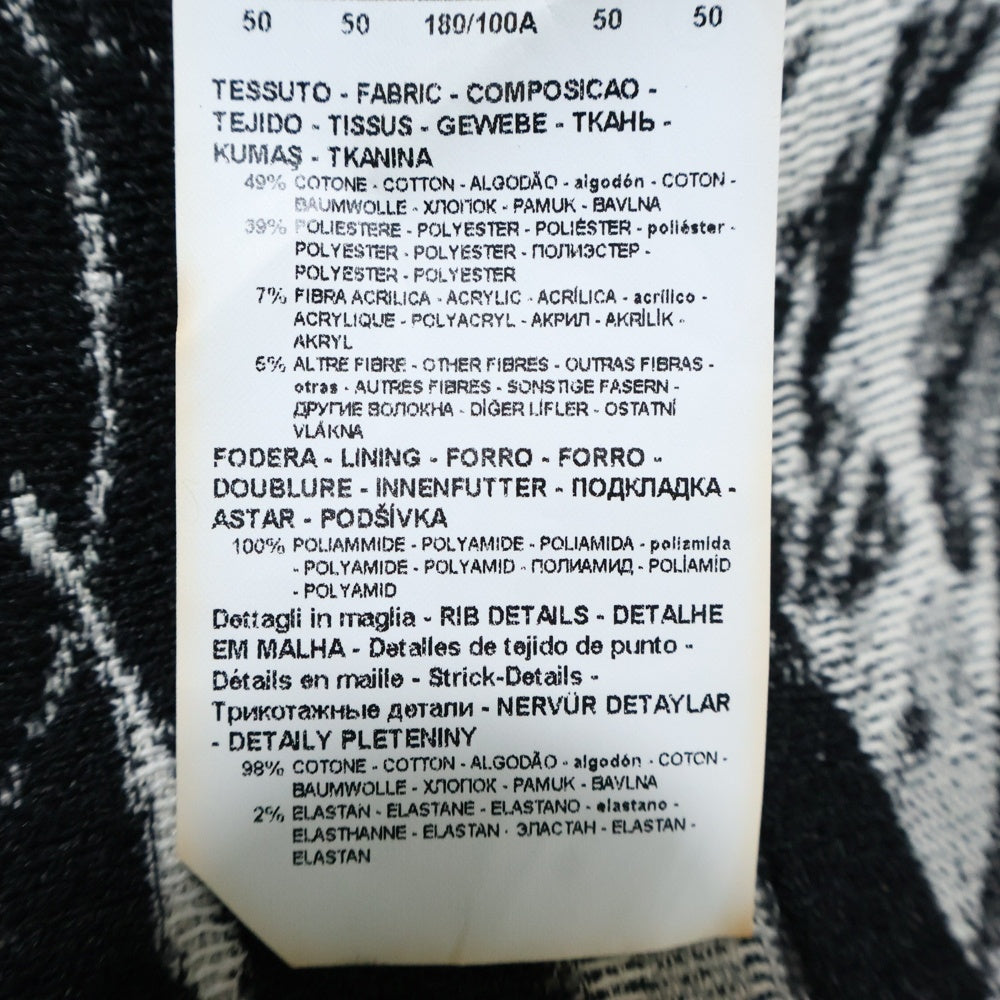 50 50 180/100A 50 50
TESSUTO - FABRIC - COMPOSICAO -
TEJIDO - TISSUS - GEWEBE - ТКАНЬ -
KUMAŞ - TKANINA
49% COTONE - COTTON - ALGODÃO - algodón - COTON -
BAUMWOLLE - ХЛОПОК - PAMUK - BAVLNA
39% POLIESTERE - POLYESTER - POLIÉSTER - poliéster -
POLYESTER - POLYESTER - ПОЛИЭСТЕР -
POLYESTER - POLYESTER
7% FIBRA ACRILICA - ACRYLIC - ACRÍLICA - acrílico -
ACRYLIQUE - POLYACRYL - АКРИЛ - AKRİLİK -
AKRYL
5% ALTRE FIBRE - OTHER FIBRES - OUTRAS FIBRAS -
otras - AUTRES FIBRES - SONSTIGE FASERN -
ДРУГИЕ ВОЛОКНА - DİĞER LİFLER - OSTATNÍ
VLÁKNA
FODERA - LINING - FORRO - FORRO -
DOUBLURE - INNENFUTTER - ПОДКЛАДКА -
ASTAR - PODŠÍVKA
100% POLIAMMIDE - POLYAMIDE - POLIAMIDA - poliamida
- POLYAMIDE - POLYAMID - ПОЛИАМИД - POLİAMİD
- POLYAMID
Dettagli in maglia - RIB DETAILS - DETALHE
EM MALHA - Detalles de tejido de punto -
Détails en maille - Strick-Details -
Трикотажные детали - NERVÜR DETAYLAR
- DETAILY PLETENINY
98% COTONE - COTTON - ALGODÃO - algodón - COTON -
BAUMWOLLE - ХЛОПОК - PAMUK - BAVLNA
2% ELASTAN - ELASTANE - ELASTANO - elastano -
ELASTHANNE - ELASTAN - ЭЛАСТАН - ELASTAN -
ELASTAN